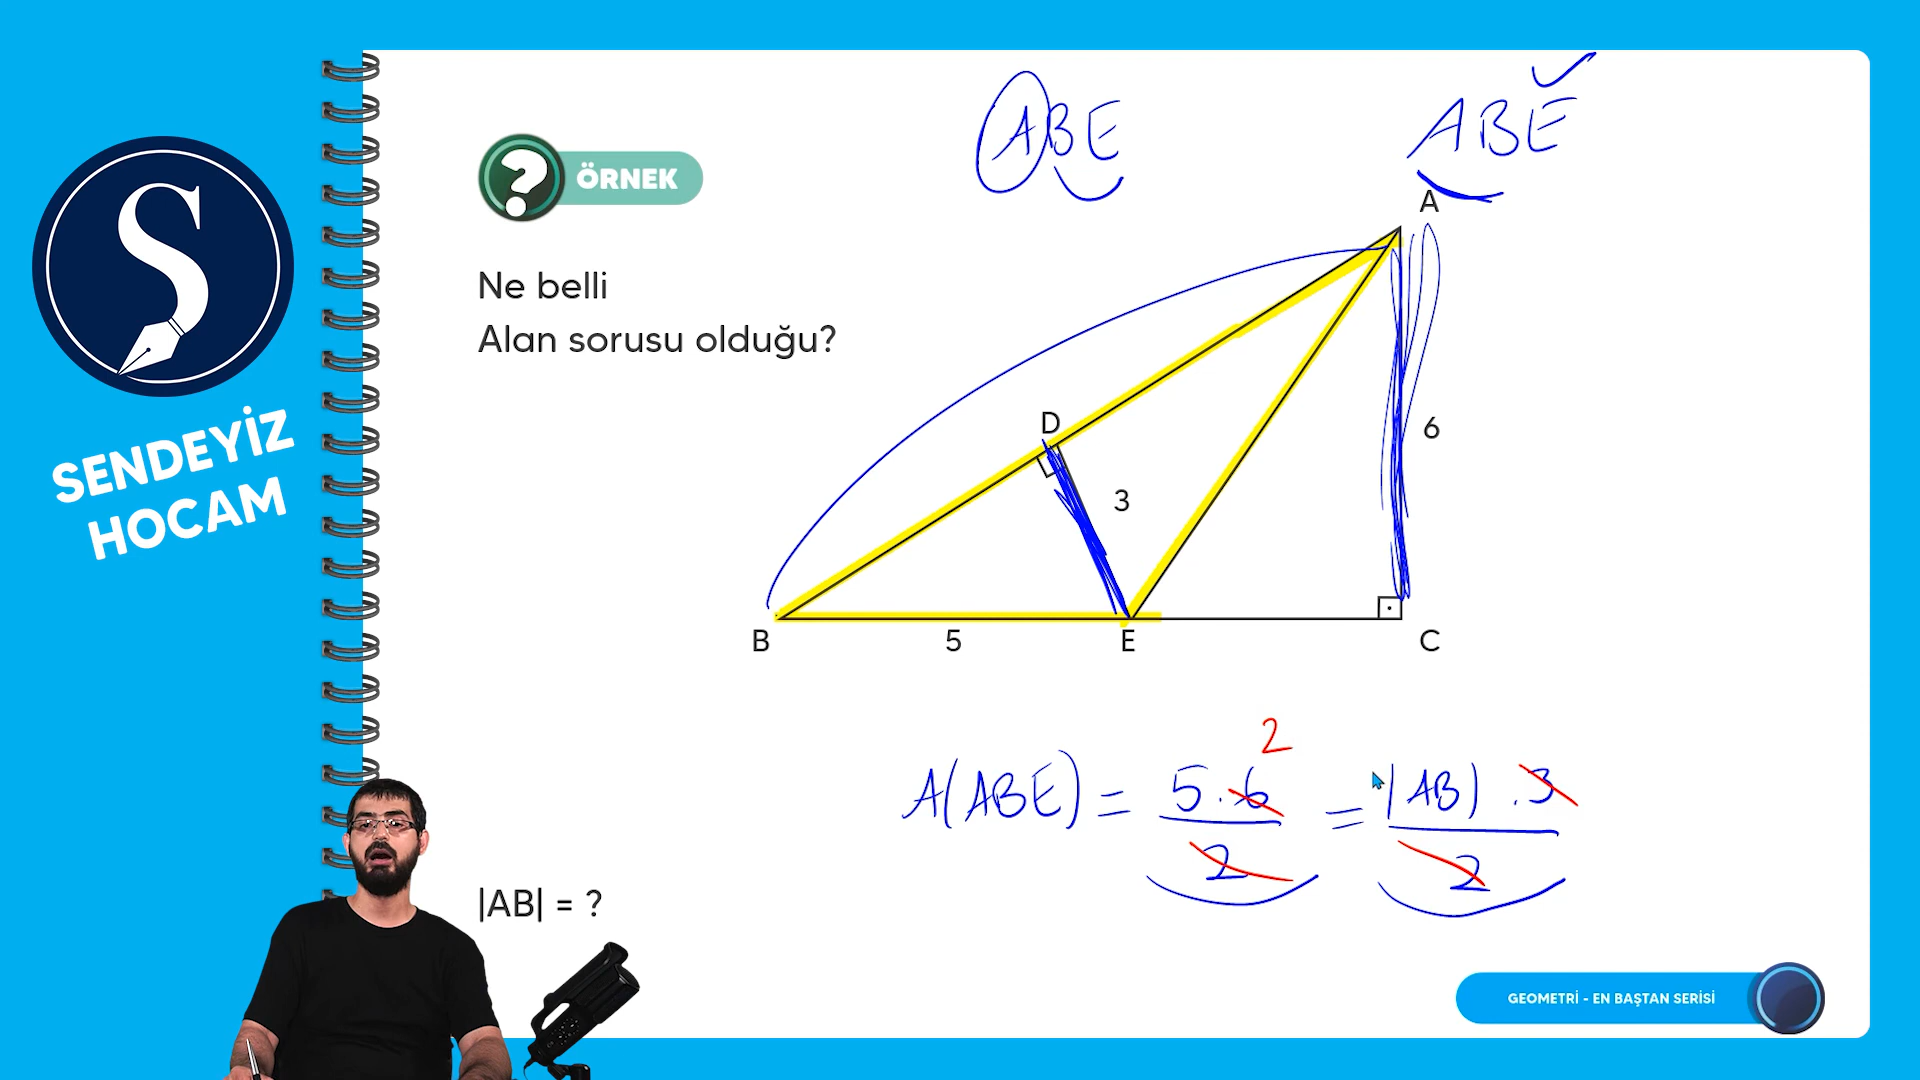 SENDEYİZ
HOCAM
ÖRNEK
Ne belli
Alan sorusu olduğu?
ABE
ABE
A
D
6
3
B
5
E
C
A(ABE) = 5.6 2 / 2 = |AB| .3 / 2
|AB| = ?
GEOMETRİ - EN BAŞTAN SERİSİ